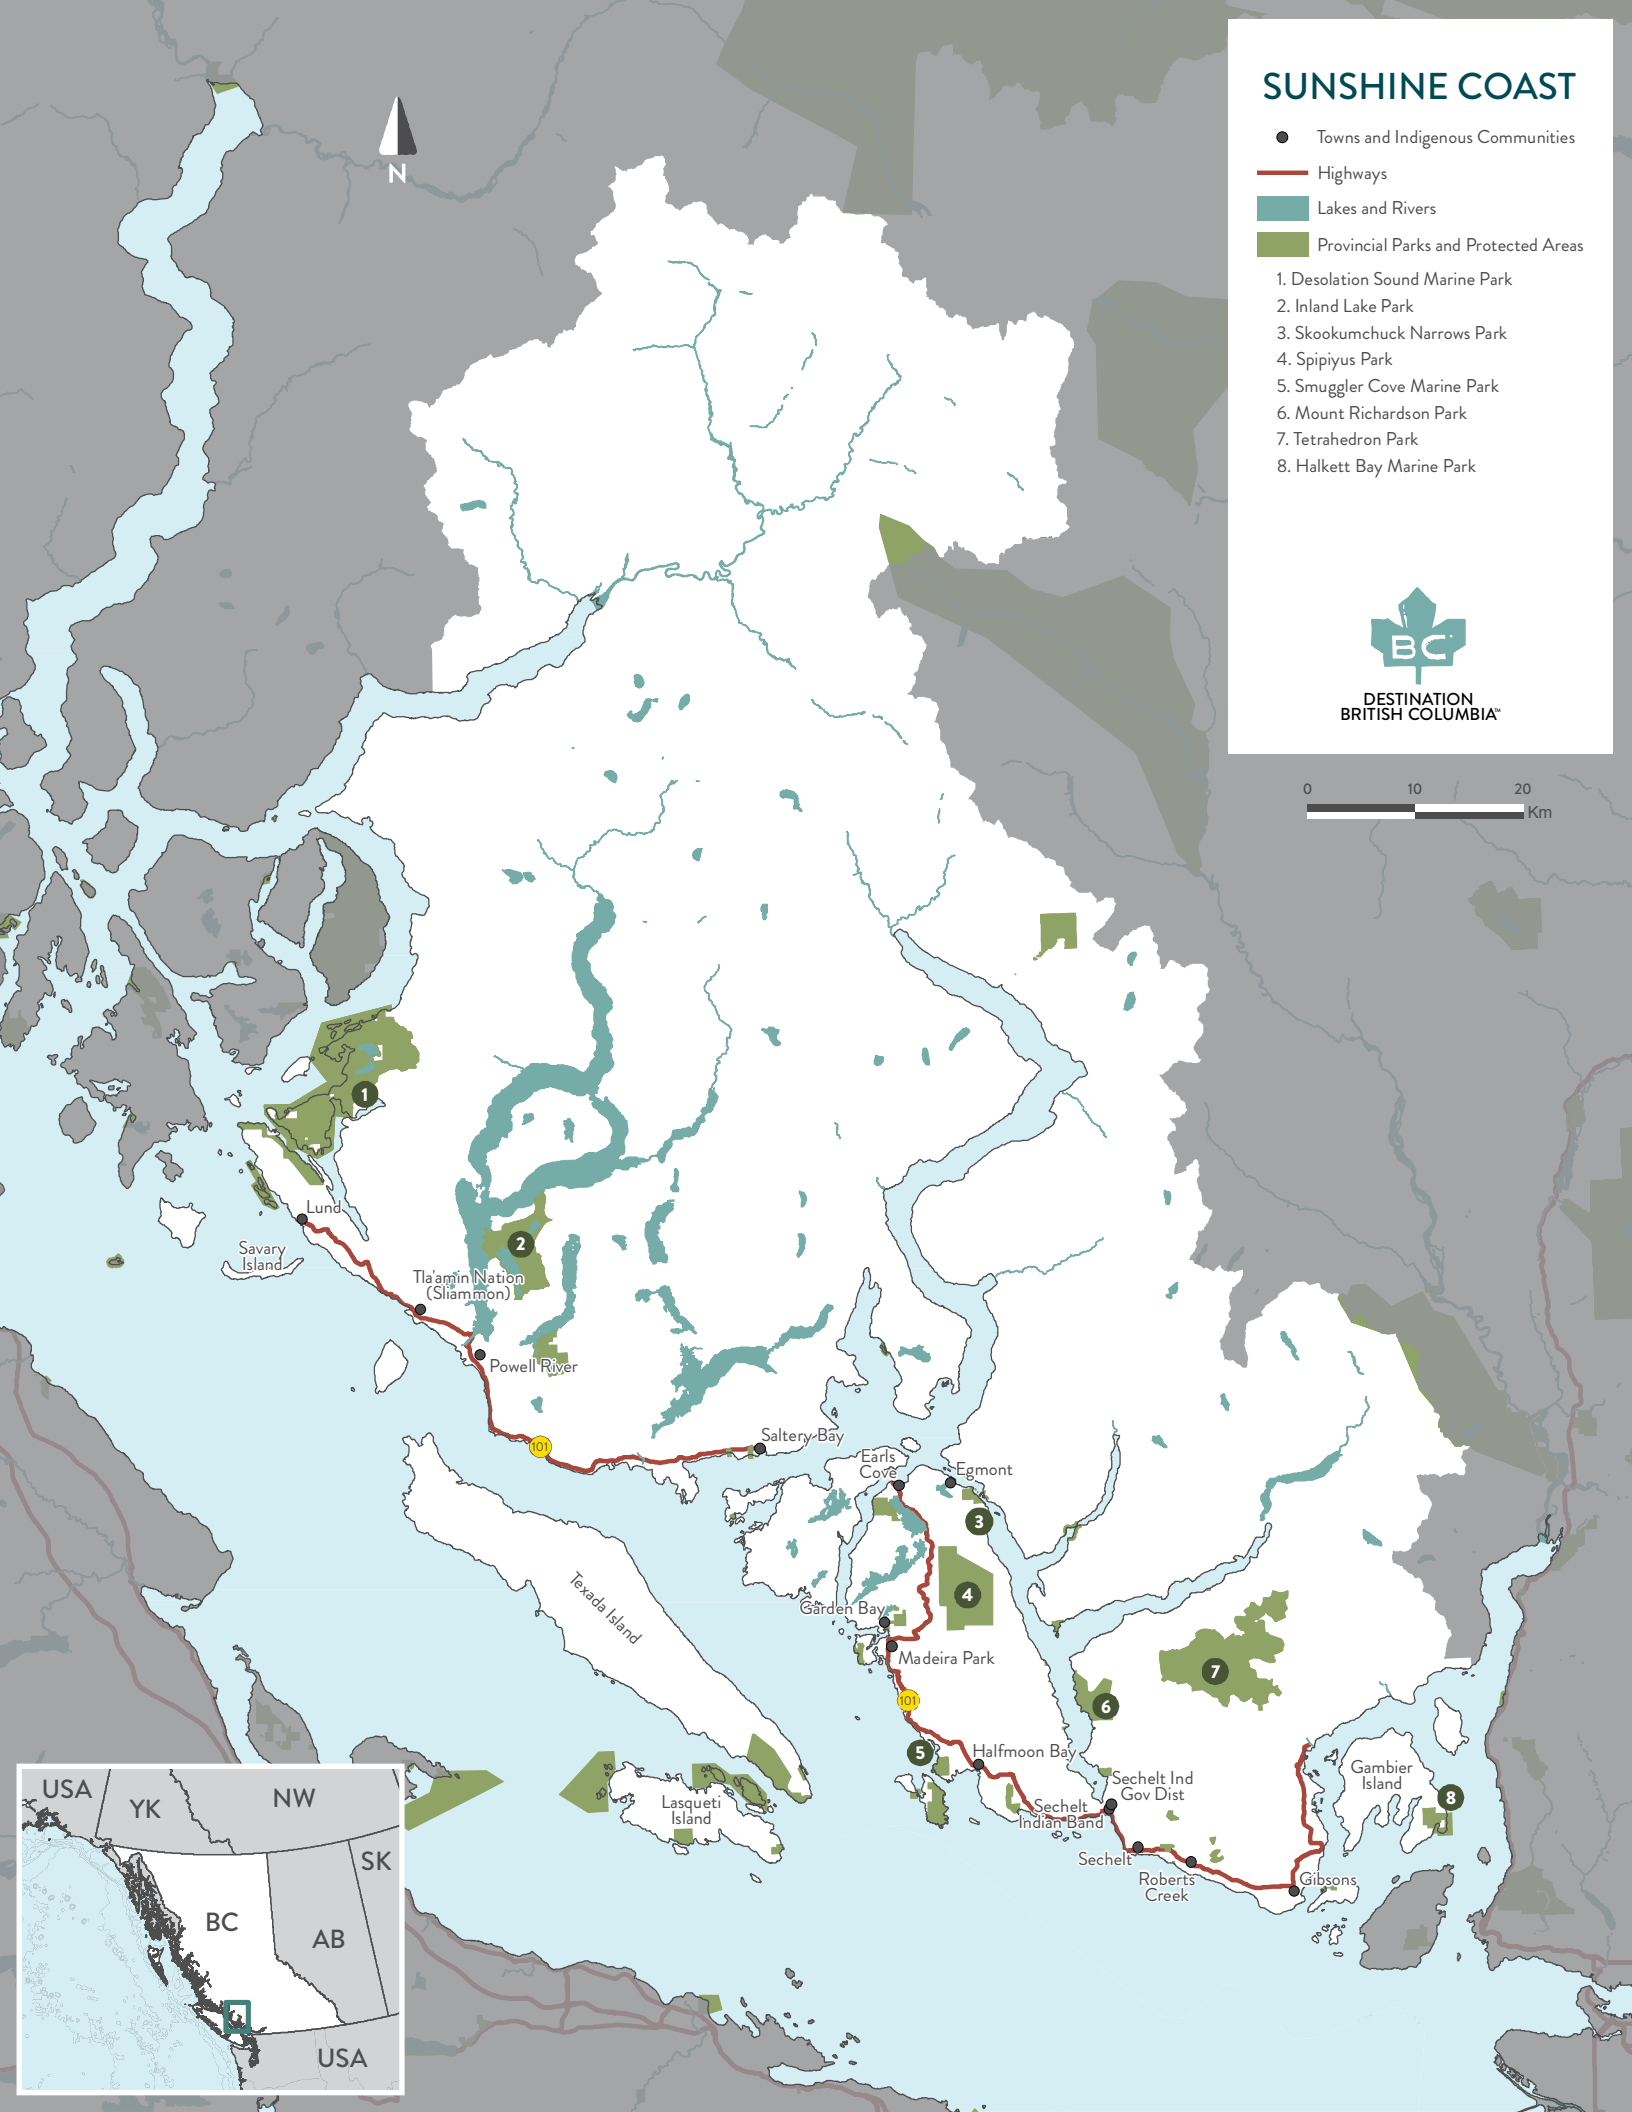 SUNSHINE COAST
Towns and Indigenous Communities
Highways
Lakes and Rivers
Provincial Parks and Protected Areas
1. Desolation Sound Marine Park
2. Inland Lake Park
3. Skookumchuck Narrows Park
4. Spipiyus Park
5. Smuggler Cove Marine Park
6. Mount Richardson Park
7. Tetrahedron Park
8. Halkett Bay Marine Park
BC
DESTINATION
BRITISH COLUMBIA™
0 10 20
Km
N
1
Lund
Savary
Island
2
Tla'amin Nation
(Sliammon)
Powell River
101
Saltery Bay
Earls
Cove
Egmont
3
4
Texada Island
Garden Bay
Madeira Park
7
101
6
5
Halfmoon Bay
Gambier
Island
8
Sechelt Ind
Gov Dist
Lasqueti
Island
Sechelt
Indian Band
Sechelt
Roberts
Creek
Gibsons
USA
YK
NW
SK
BC
AB
USA